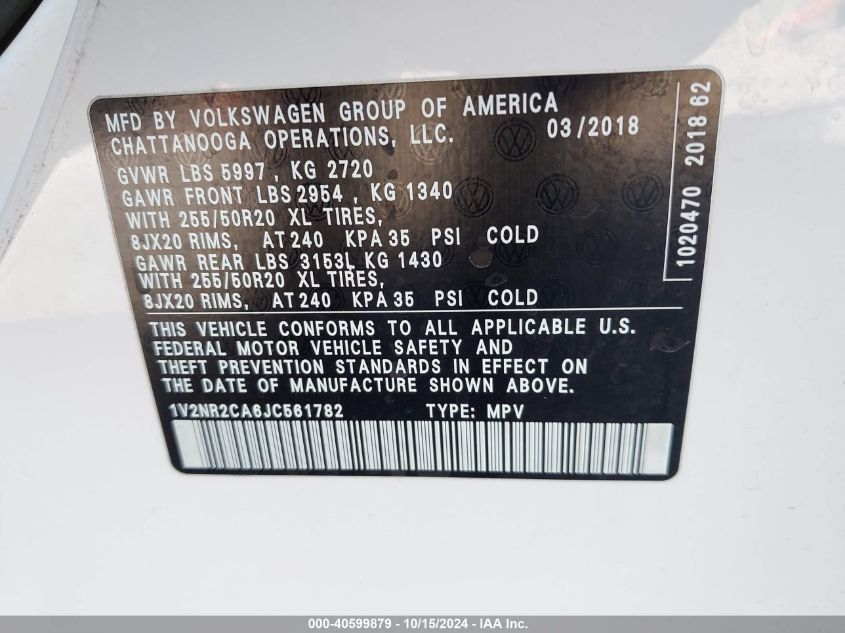 MFD BY VOLKSWAGEN GROUP OF AMERICA
CHATTANOOGA OPERATIONS, LLC. 03/2018
GVWR LBS 5997 , KG 2720
GAWR FRONT LBS 2954 , KG 1340
WITH 255/50R20 XL TIRES,
8JX20 RIMS, AT 240 KPA 35 PSI COLD
GAWR REAR LBS 3153L KG 1430
WITH 255/50R20 XL TIRES,
8JX20 RIMS, AT 240 KPA 35 PSI COLD
THIS VEHICLE CONFORMS TO ALL APPLICABLE U.S.
FEDERAL MOTOR VEHICLE SAFETY AND
THEFT PREVENTION STANDARDS IN EFFECT ON
THE DATE OF MANUFACTURE SHOWN ABOVE.
1V2NR2CA6JC561782 TYPE: MPV
1020470 2018 62
000-40599879 - 10/15/2024 - IAA Inc.